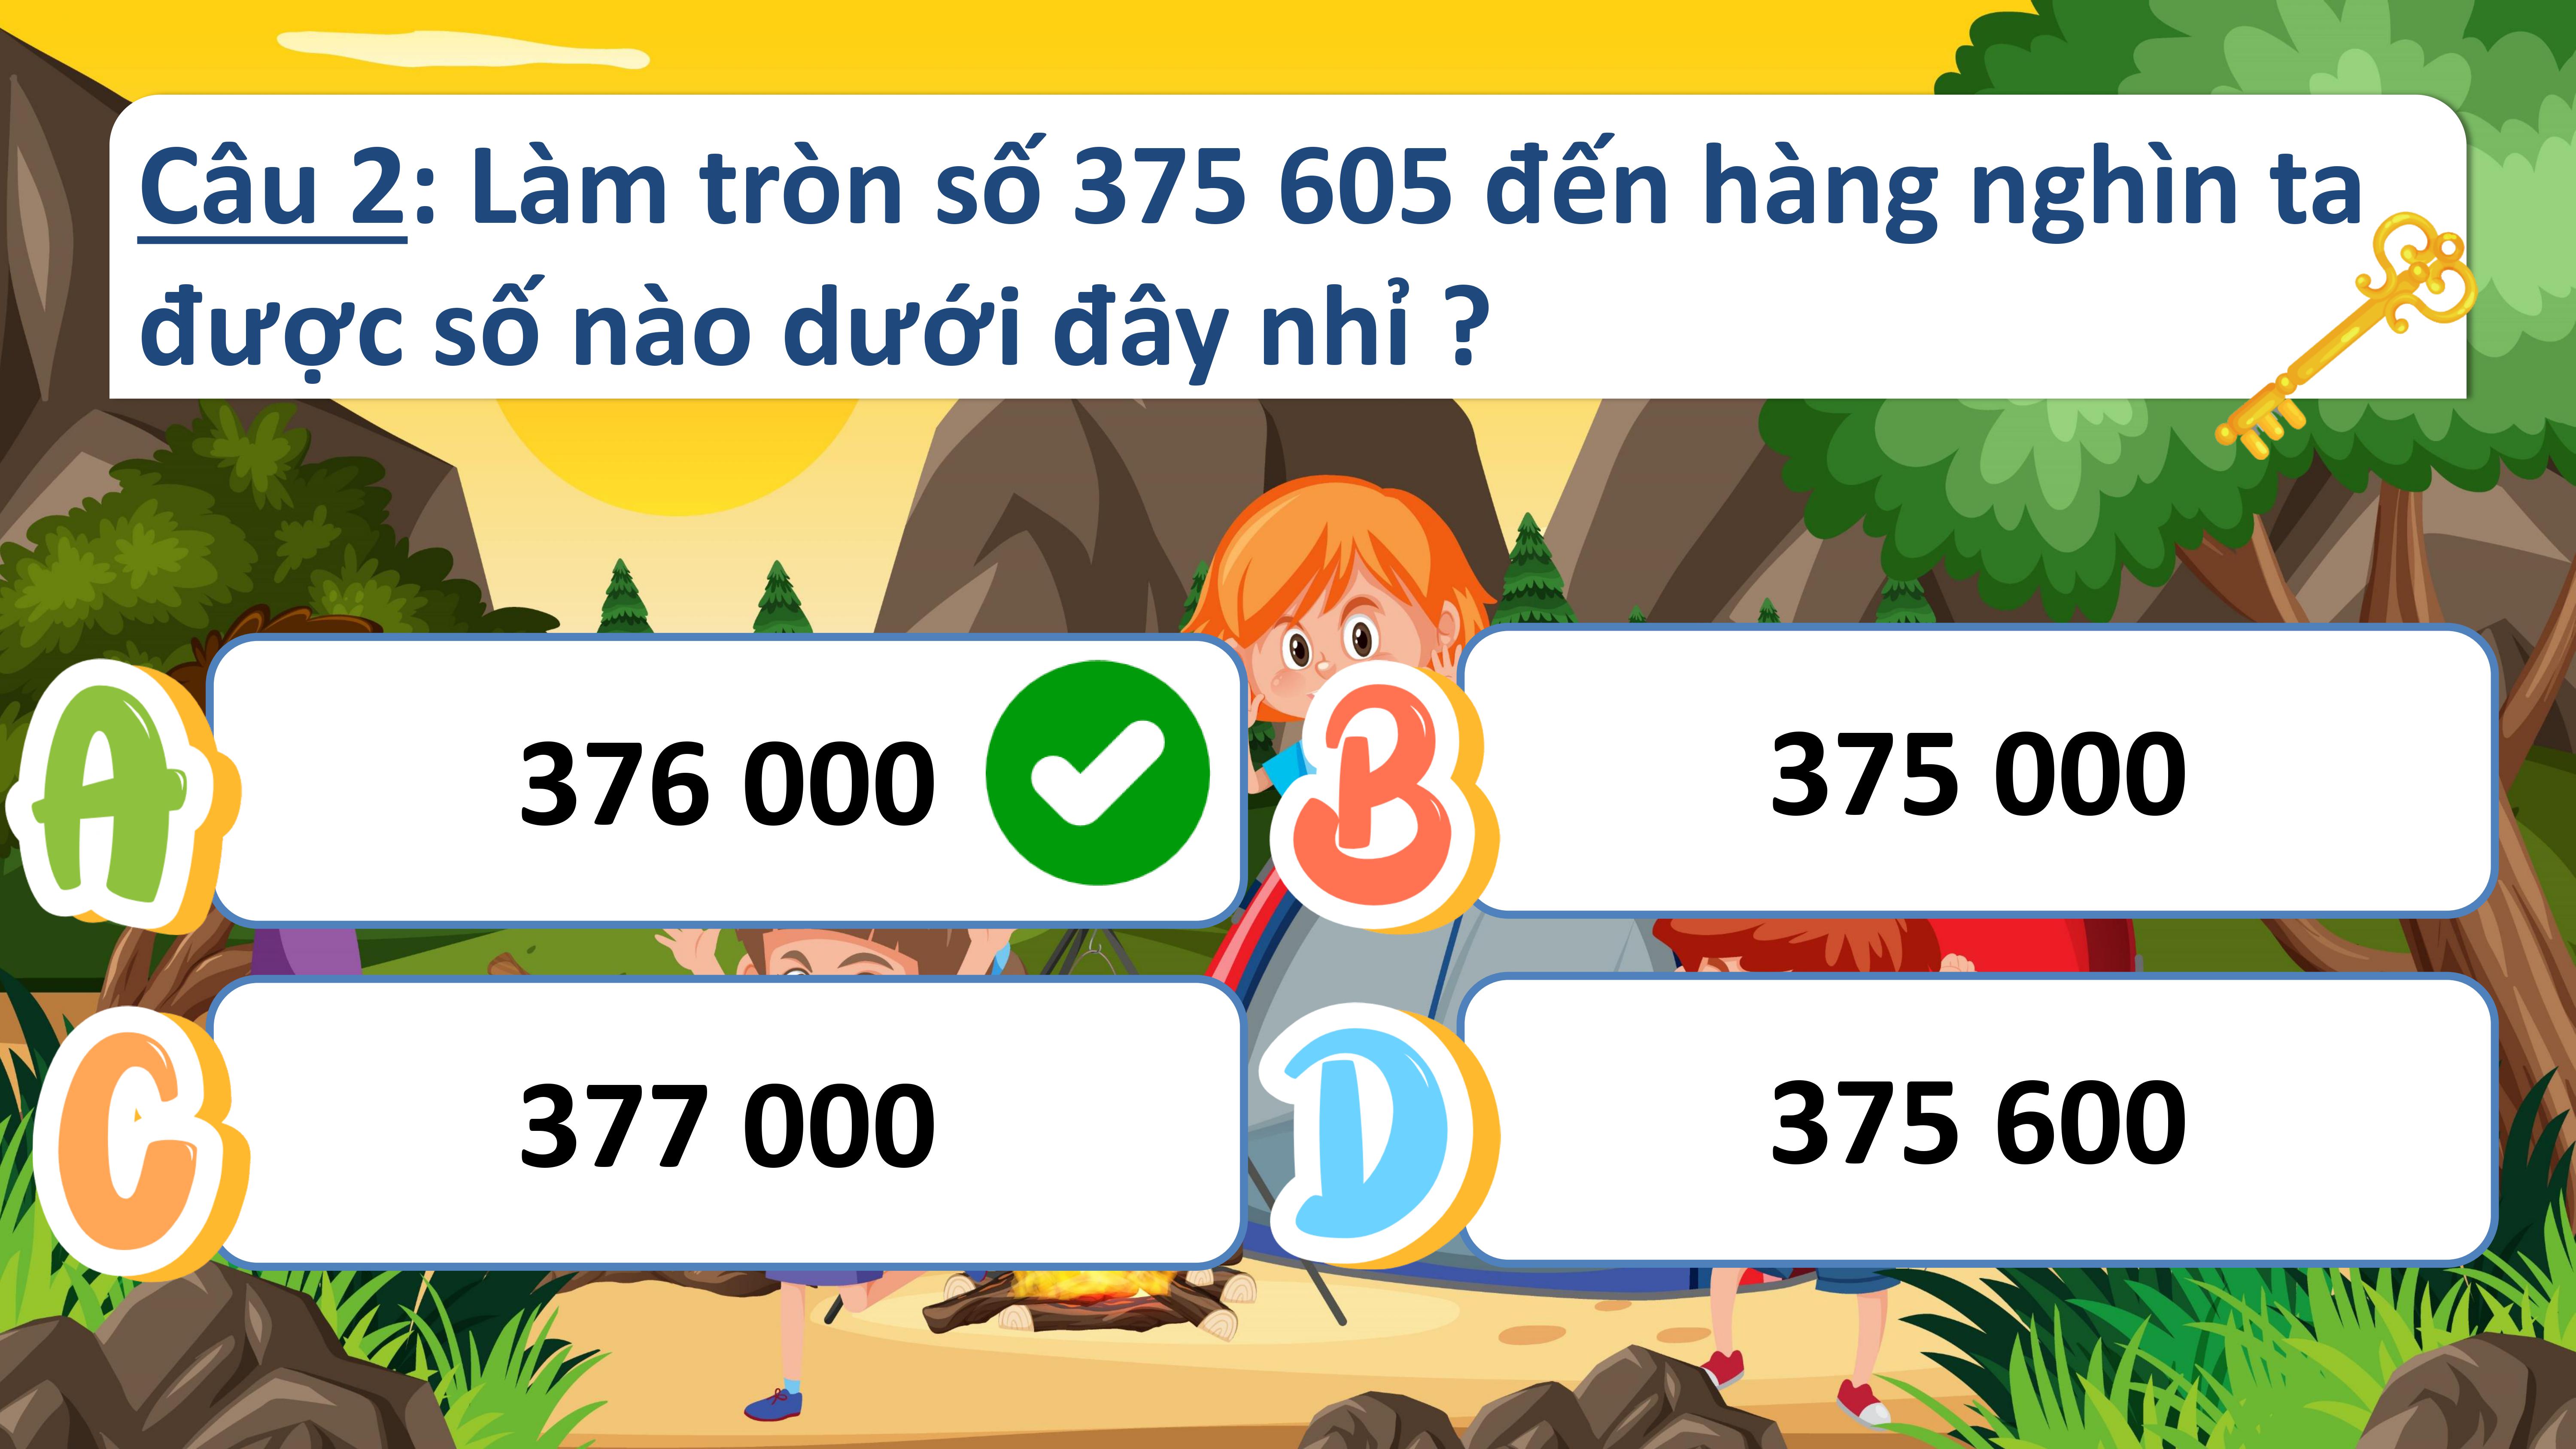 Câu 2: Làm tròn số 375 605 đến hàng nghìn ta
được số nào dưới đây nhỉ ?
A 376 000
B 375 000
C 377 000
D 375 600